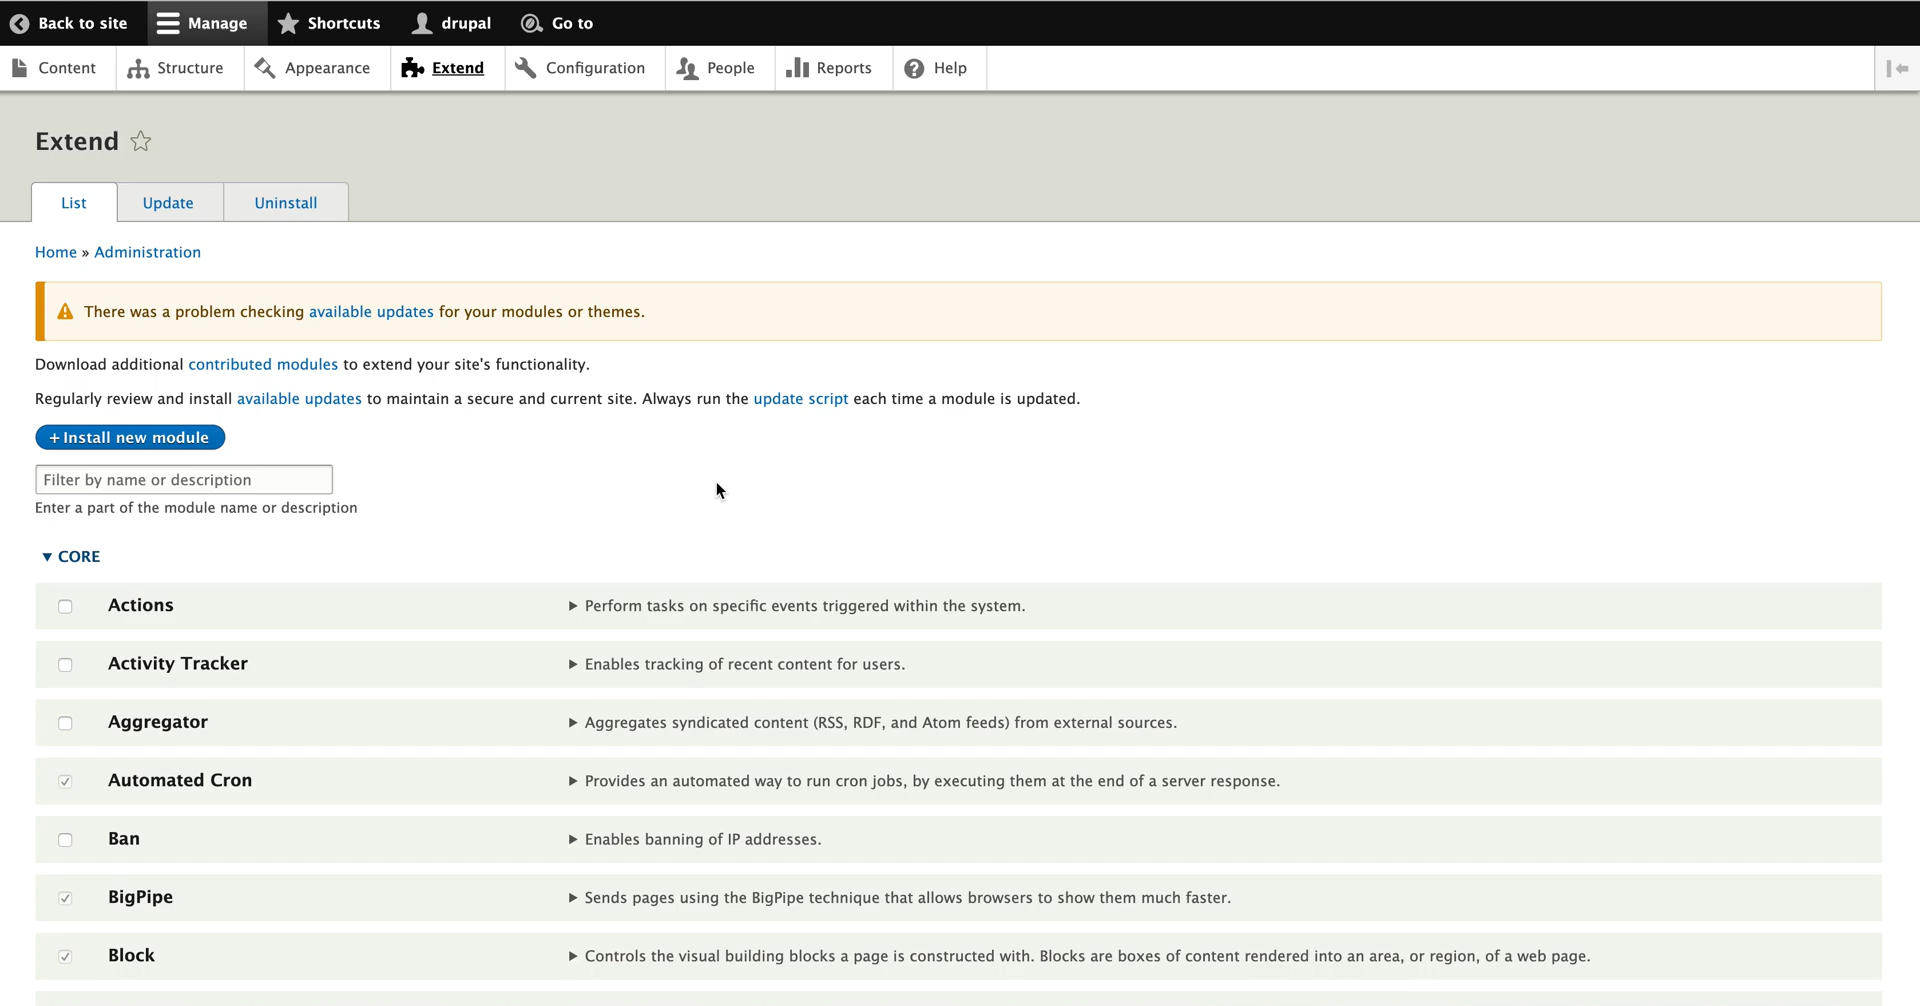 Back to site Manage Shortcuts drupal Go to
Content Structure Appearance Extend Configuration People Reports Help
Extend
List Update Uninstall
Home » Administration
There was a problem checking available updates for your modules or themes.
Download additional contributed modules to extend your site's functionality.
Regularly review and install available updates to maintain a secure and current site. Always run the update script each time a module is updated.
+ Install new module
Filter by name or description
Enter a part of the module name or description
▼ CORE
Actions ▶ Perform tasks on specific events triggered within the system.
Activity Tracker ▶ Enables tracking of recent content for users.
Aggregator ▶ Aggregates syndicated content (RSS, RDF, and Atom feeds) from external sources.
Automated Cron ▶ Provides an automated way to run cron jobs, by executing them at the end of a server response.
Ban ▶ Enables banning of IP addresses.
BigPipe ▶ Sends pages using the BigPipe technique that allows browsers to show them much faster.
Block ▶ Controls the visual building blocks a page is constructed with. Blocks are boxes of content rendered into an area, or region, of a web page.